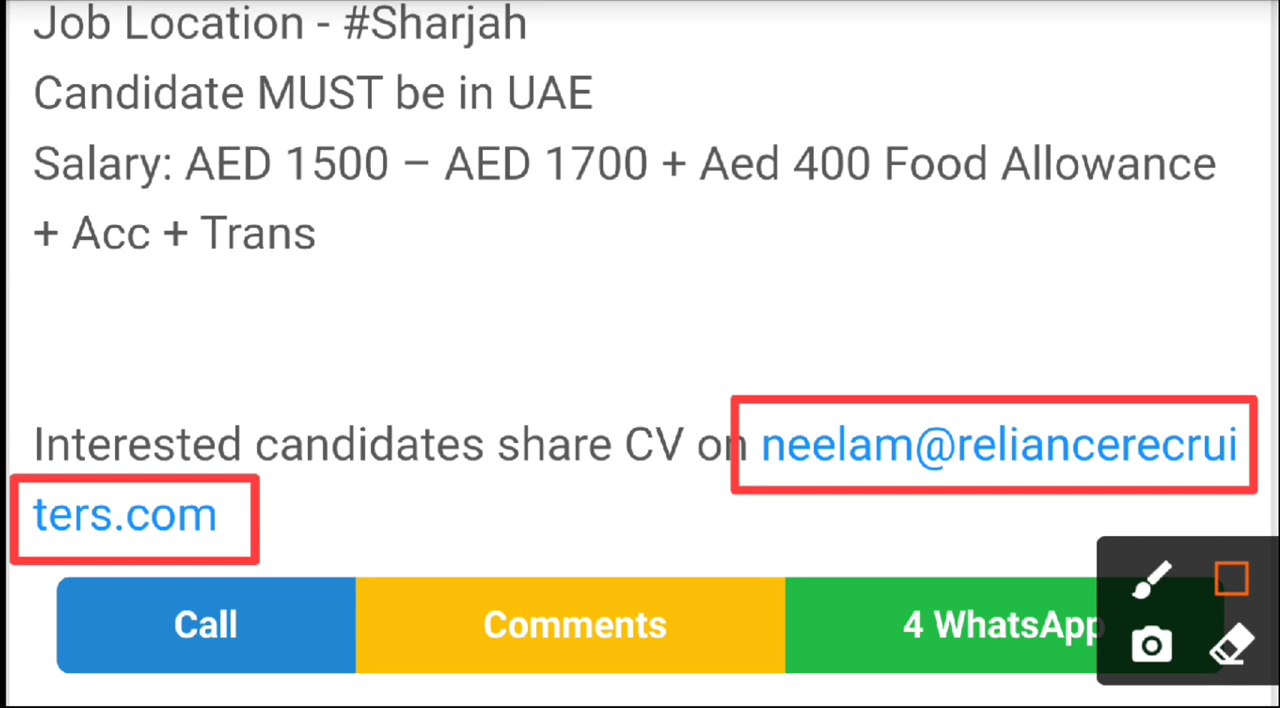 Job Location - #Sharjah
Candidate MUST be in UAE
Salary: AED 1500 – AED 1700 + Aed 400 Food Allowance
+ Acc + Trans
Interested candidates share CV on neelam@reliancerecrui
ters.com
Call
Comments
4 WhatsApp